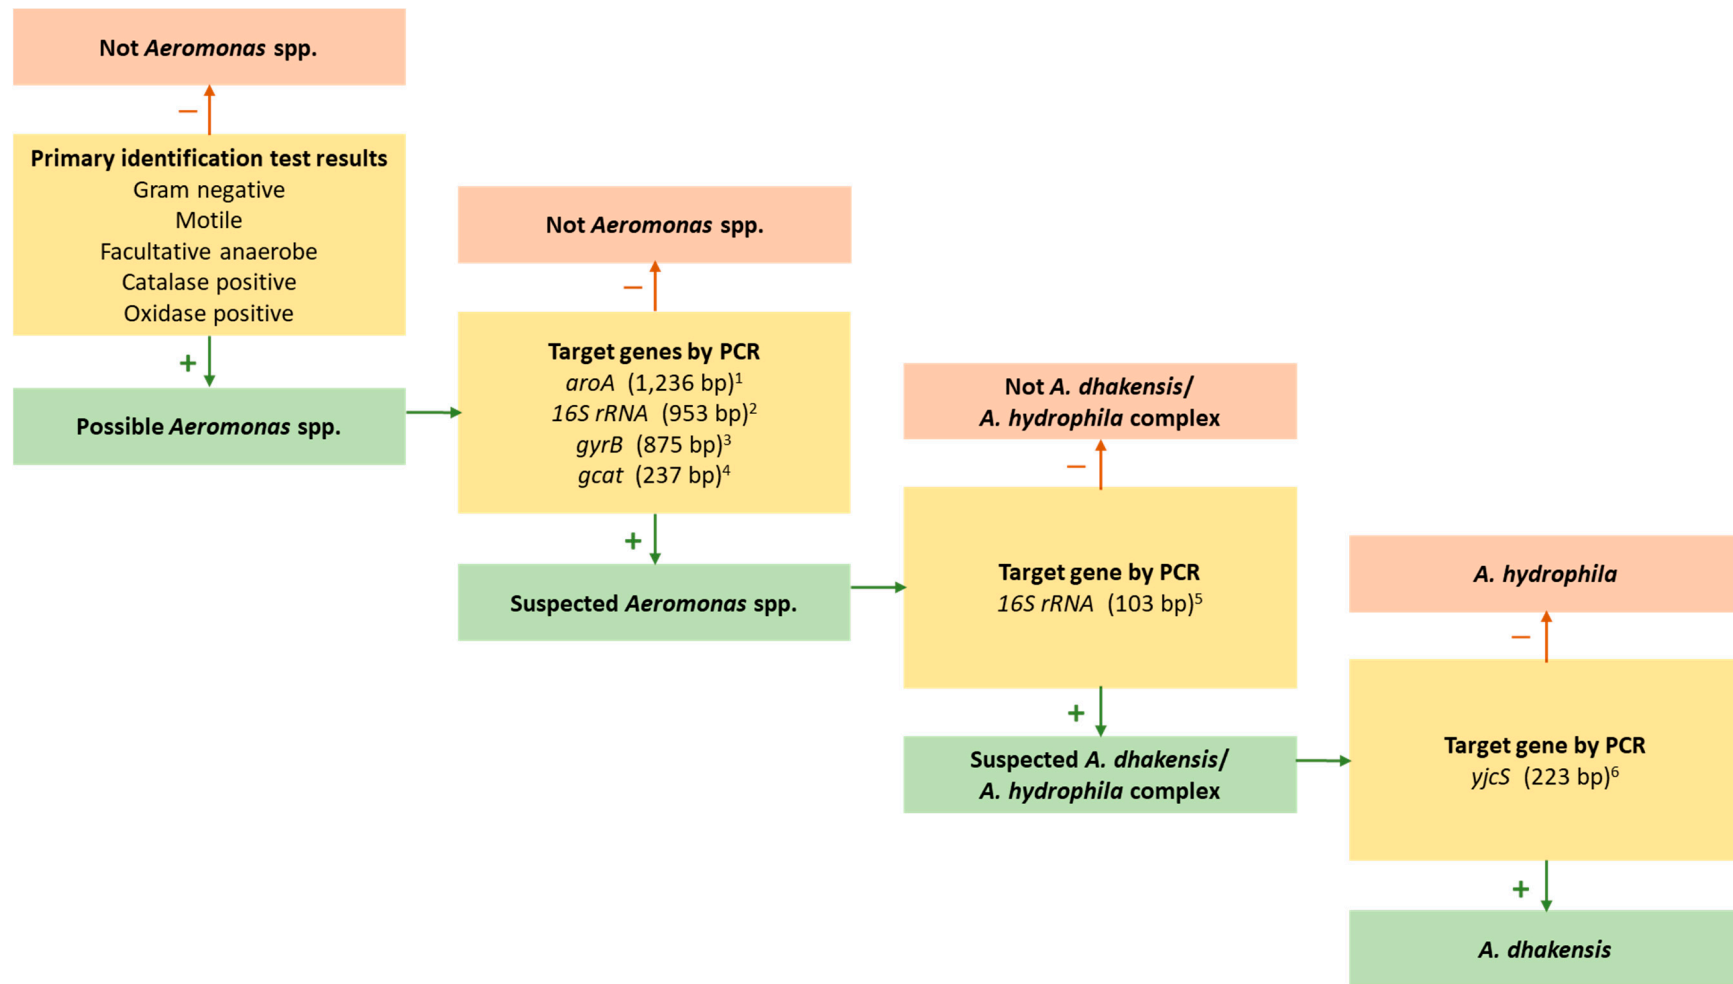 Not Aeromonas spp.
–
Primary identification test results
Gram negative
Motile
Facultative anaerobe
Catalase positive
Oxidase positive
+
Possible Aeromonas spp.
Not Aeromonas spp.
–
Target genes by PCR
aroA (1,236 bp)¹
16S rRNA (953 bp)²
gyrB (875 bp)³
gcat (237 bp)⁴
+
Suspected Aeromonas spp.
Not A. dhakensis/
A. hydrophila complex
–
Target gene by PCR
16S rRNA (103 bp)⁵
+
Suspected A. dhakensis/
A. hydrophila complex
A. hydrophila
–
Target gene by PCR
yjcS (223 bp)⁶
+
A. dhakensis